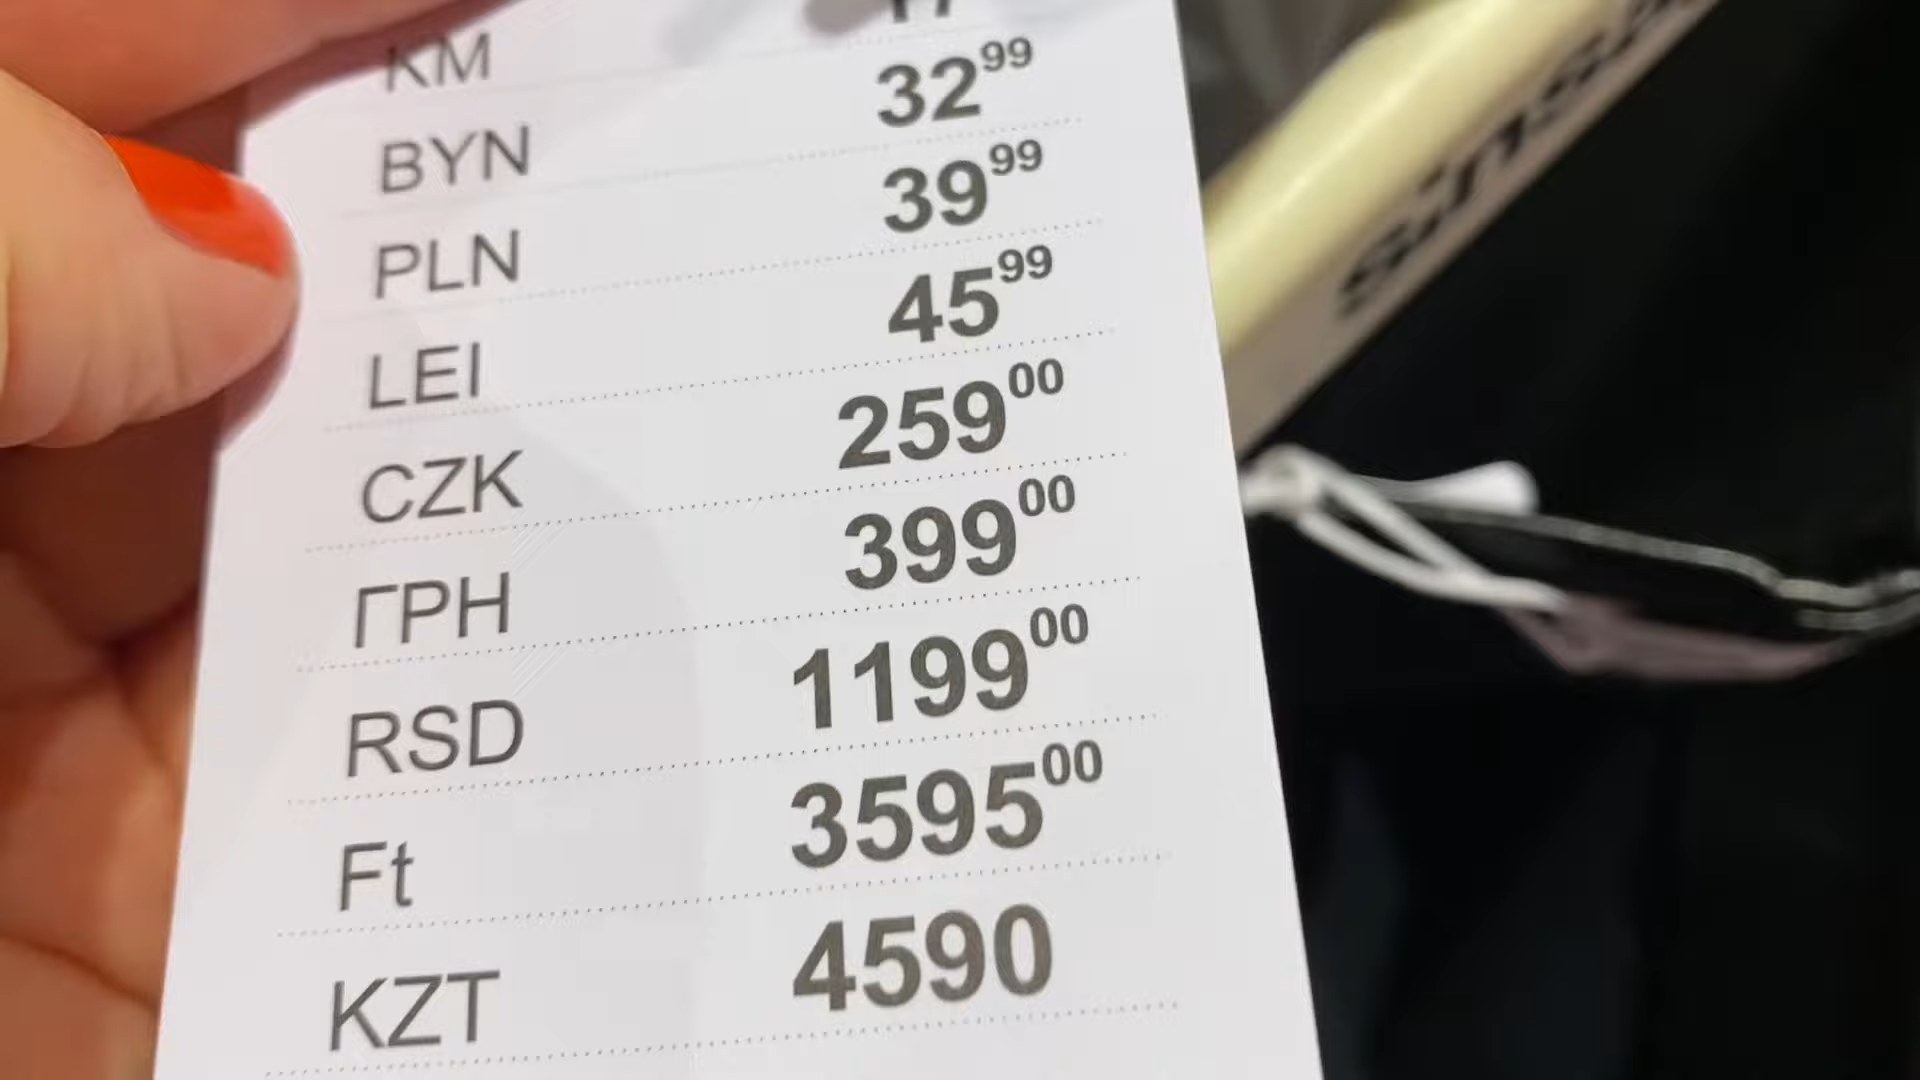 KM
BYN 32⁹⁹
PLN 39⁹⁹
LEI 45⁹⁹
CZK 259⁰⁰
ГРН 399⁰⁰
RSD 1199⁰⁰
Ft 3595⁰⁰
KZT 4590